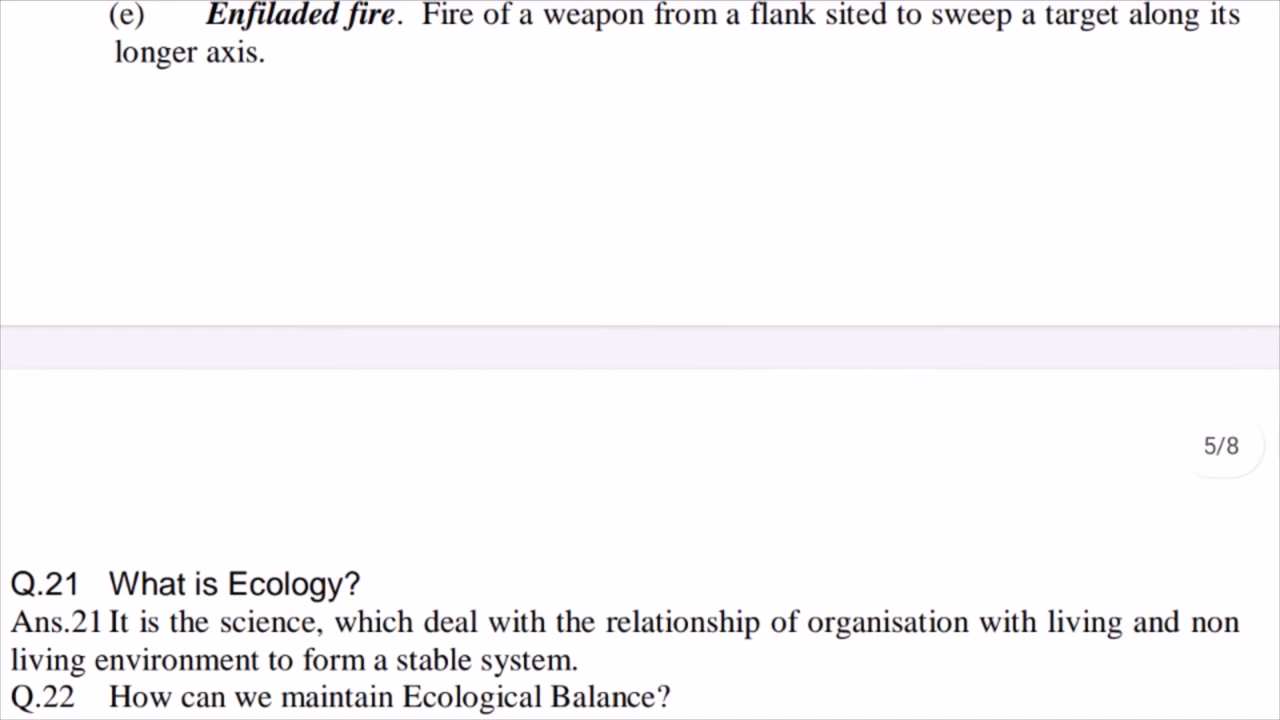 (e) Enfiladed fire. Fire of a weapon from a flank sited to sweep a target along its
longer axis.
5/8
Q.21 What is Ecology?
Ans.21 It is the science, which deal with the relationship of organisation with living and non
living environment to form a stable system.
Q.22 How can we maintain Ecological Balance?